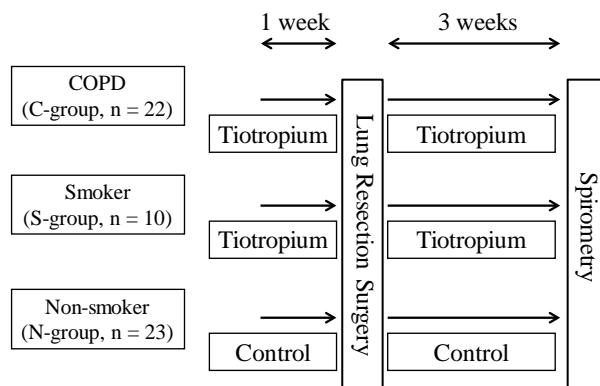 1 week
3 weeks
COPD
(C-group, n = 22)
Tiotropium
Tiotropium
Smoker
(S-group, n = 10)
Tiotropium
Tiotropium
Non-smoker
(N-group, n = 23)
Control
Control
Lung Resection Surgery
Spirometry